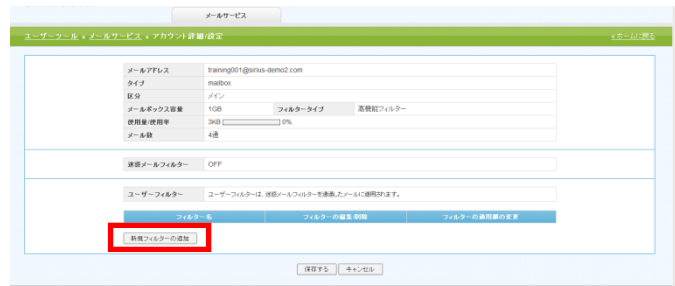 メールサービス
ユーザーツール » メールサービス » アカウント詳細/設定 »ホームに戻る
メールアドレス training001@sirius-demo2.com
タイプ mailbox
区分 メイン
メールボックス容量 1GB フィルタータイプ 高機能フィルター
使用量/使用率 3KB 0%
メール数 4通
迷惑メールフィルター OFF
ユーザーフィルター ユーザーフィルターは、迷惑メールフィルターを通過したメールに適用されます。
フィルター名 フィルターの編集/削除 フィルターの適用順の変更
新規フィルターの追加
保存する キャンセル